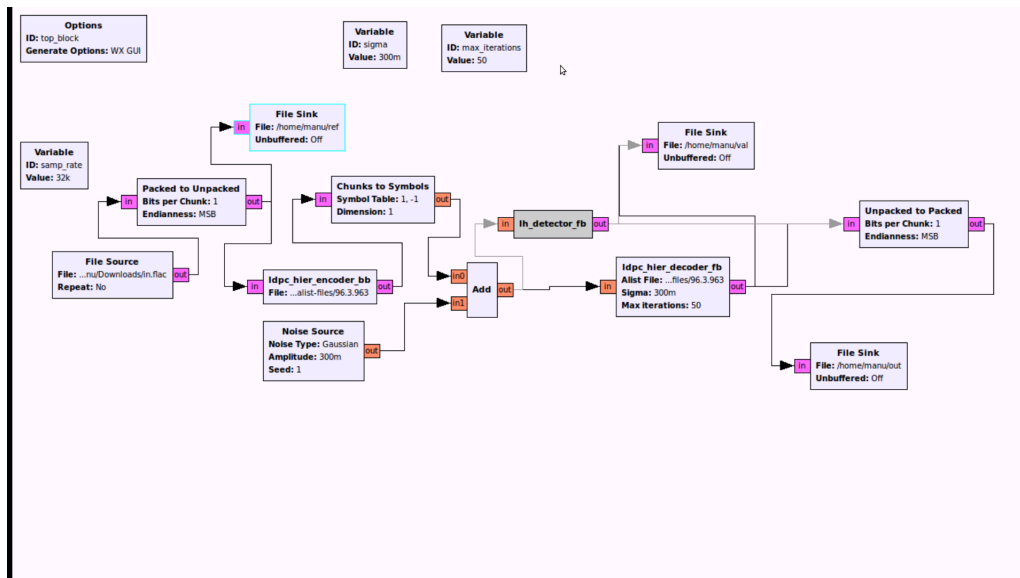 Options
ID: top_block
Generate Options: WX GUI
Variable
ID: sigma
Value: 300m
Variable
ID: max_iterations
Value: 50
Variable
ID: samp_rate
Value: 32k
in
File Sink
File: /home/manu/ref
Unbuffered: Off
in
Packed to Unpacked
Bits per Chunk: 1
Endianness: MSB
out
File Source
File: ...nu/Downloads/in.flac
Repeat: No
out
in
Chunks to Symbols
Symbol Table: 1, -1
Dimension: 1
out
in
ldpc_hier_encoder_bb
File: ...alist-files/96.3.963
out
Noise Source
Noise Type: Gaussian
Amplitude: 300m
Seed: 1
out
in0
in1
Add
out
in
lh_detector_fb
out
in
ldpc_hier_decoder_fb
Alist File: ...files/96.3.963
Sigma: 300m
Max iterations: 50
out
in
File Sink
File: /home/manu/val
Unbuffered: Off
in
Unpacked to Packed
Bits per Chunk: 1
Endianness: MSB
out
in
File Sink
File: /home/manu/out
Unbuffered: Off